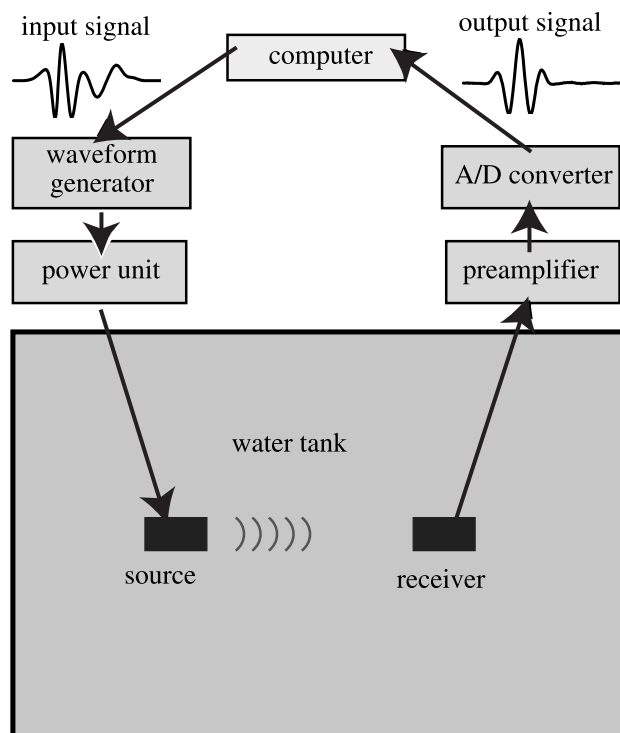 input signal
computer
output signal
waveform
generator
A/D converter
power unit
preamplifier
water tank
source
receiver